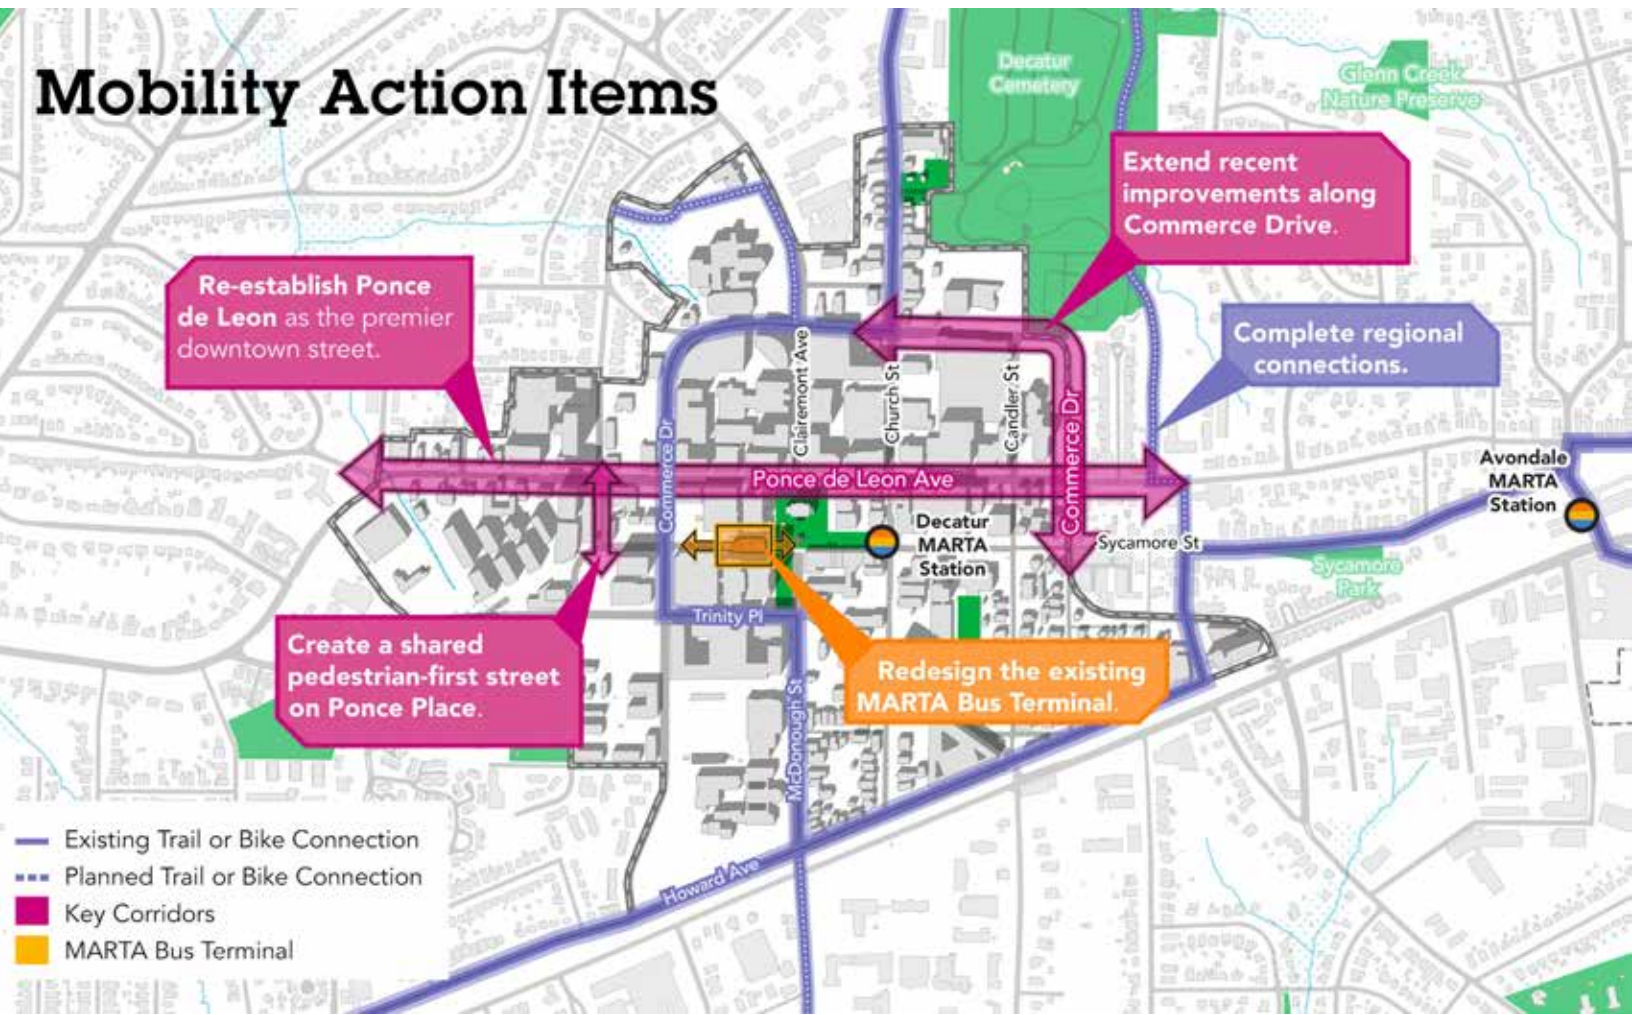 Mobility Action Items
Decatur
Cemetery
Glenn Creek
Nature Preserve
Extend recent
improvements along
Commerce Drive.
Re-establish Ponce
de Leon as the premier
downtown street.
Complete regional
connections.
Clairemont Ave
Church St
Candler St
Commerce Dr
Commerce Dr
Ponce de Leon Ave
Avondale
MARTA
Station
Decatur
MARTA
Station
Sycamore St
Sycamore
Park
Trinity Pl
Create a shared
pedestrian-first street
on Ponce Place.
Redesign the existing
MARTA Bus Terminal.
McDonough St
Howard Ave
Existing Trail or Bike Connection
Planned Trail or Bike Connection
Key Corridors
MARTA Bus Terminal